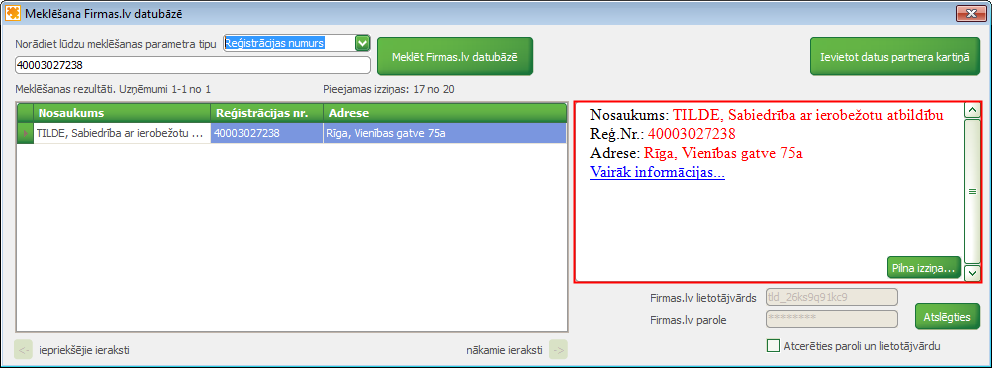 Meklēšana Firmas.lv datubāzē
Norādiet lūdzu meklēšanas parametra tipu Reģistrācijas numurs
40003027238
Meklēt Firmas.lv datubāzē
Ievietot datus partnera kartiņā
Meklēšanas rezultāti. Uzņēmumi 1-1 no 1 Pieejamas izziņas: 17 no 20
Nosaukums Reģistrācijas nr. Adrese
TILDE, Sabiedrība ar ierobežotu ... 40003027238 Rīga, Vienības gatve 75a
Nosaukums: TILDE, Sabiedrība ar ierobežotu atbildību
Reģ.Nr.: 40003027238
Adrese: Rīga, Vienības gatve 75a
Vairāk informācijas...
Pilna izziņa...
Firmas.lv lietotājvārds tld_26ks9q91kc9
Firmas.lv parole ********
Atslēgties
Atcerēties paroli un lietotājvārdu
<- iepriekšējie ieraksti nākamie ieraksti ->